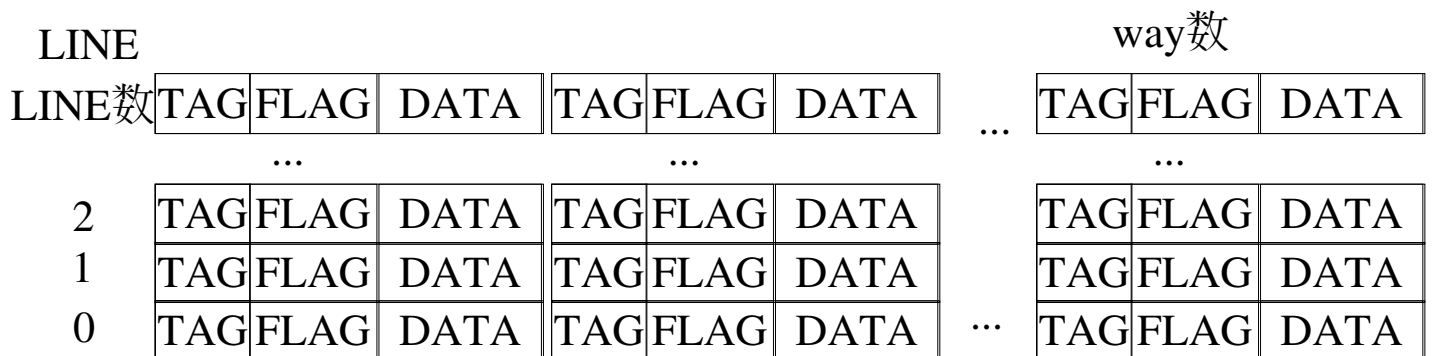 LINE way数
LINE数 TAG FLAG DATA TAG FLAG DATA ... TAG FLAG DATA
... ... ...
2 TAG FLAG DATA TAG FLAG DATA TAG FLAG DATA
1 TAG FLAG DATA TAG FLAG DATA TAG FLAG DATA
0 TAG FLAG DATA TAG FLAG DATA ... TAG FLAG DATA